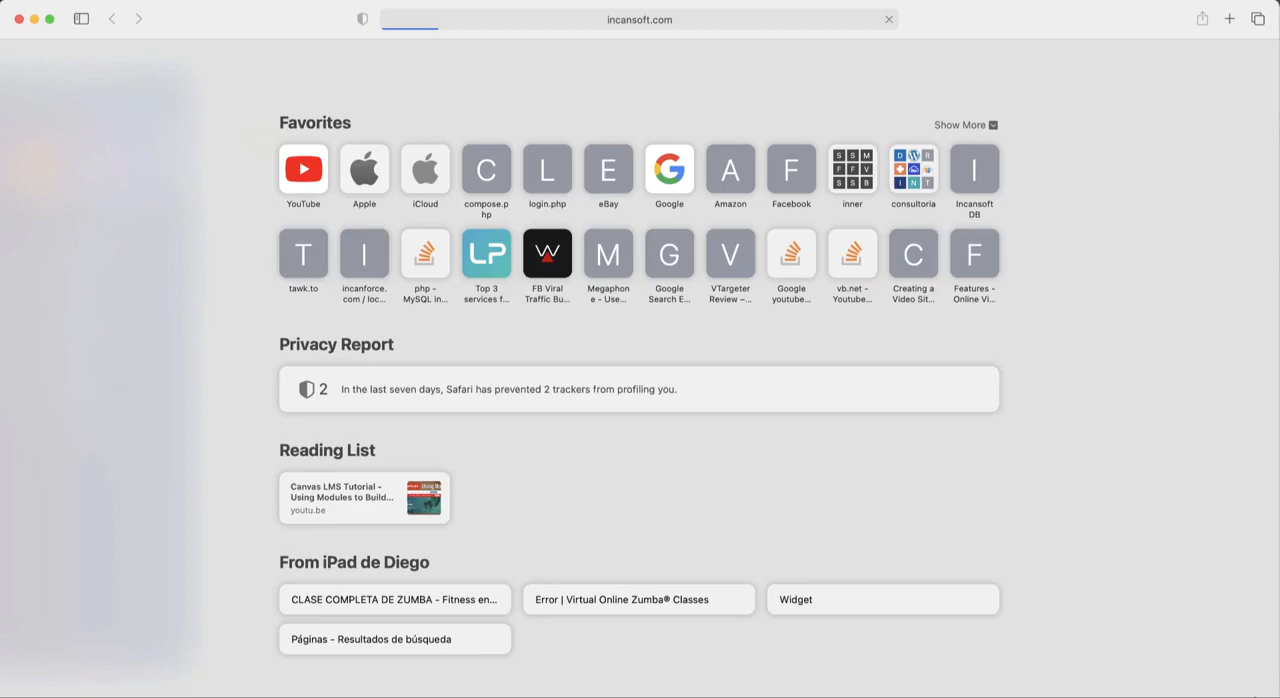 incansoft.com
Favorites
Show More
C
L
E
A
F
S S M
F F V
S S B
D R
I N T
I
YouTube
Apple
iCloud
compose.p
hp
login.php
eBay
Google
Amazon
Facebook
inner
consultoria
Incansoft
DB
T
I
LP
W
M
G
V
C
F
tawk.to
incanforce.
com / loc...
php -
MySQL in...
Top 3
services f...
FB Viral
Traffic Bu...
Megaphon
e - Use...
Google
Search E...
VTargeter
Review –...
Google
youtube...
vb.net -
Youtube...
Creating a
Video Sit...
Features -
Online Vi...
Privacy Report
2 In the last seven days, Safari has prevented 2 trackers from profiling you.
Reading List
Canvas LMS Tutorial -
Using Modules to Build...
youtu.be
From iPad de Diego
CLASE COMPLETA DE ZUMBA - Fitness en...
Error | Virtual Online Zumba® Classes
Widget
Páginas - Resultados de búsqueda